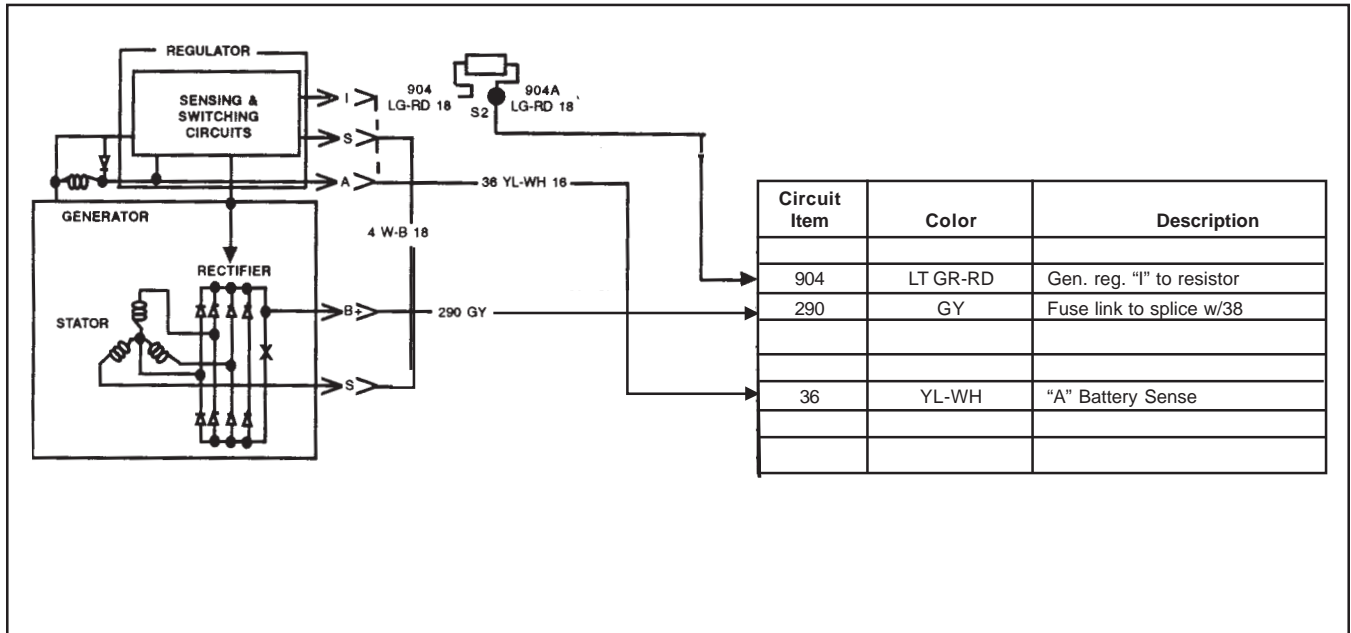 REGULATOR
SENSING &
SWITCHING
CIRCUITS
I
S
A
904
LG-RD 18
904A
LG-RD 18
S2
36 YL-WH 16
GENERATOR
4 W-B 18
RECTIFIER
STATOR
B+
290 GY
S
Circuit
Item
Color
Description
904 LT GR-RD Gen. reg. “I” to resistor
290 GY Fuse link to splice w/38
36 YL-WH “A” Battery Sense